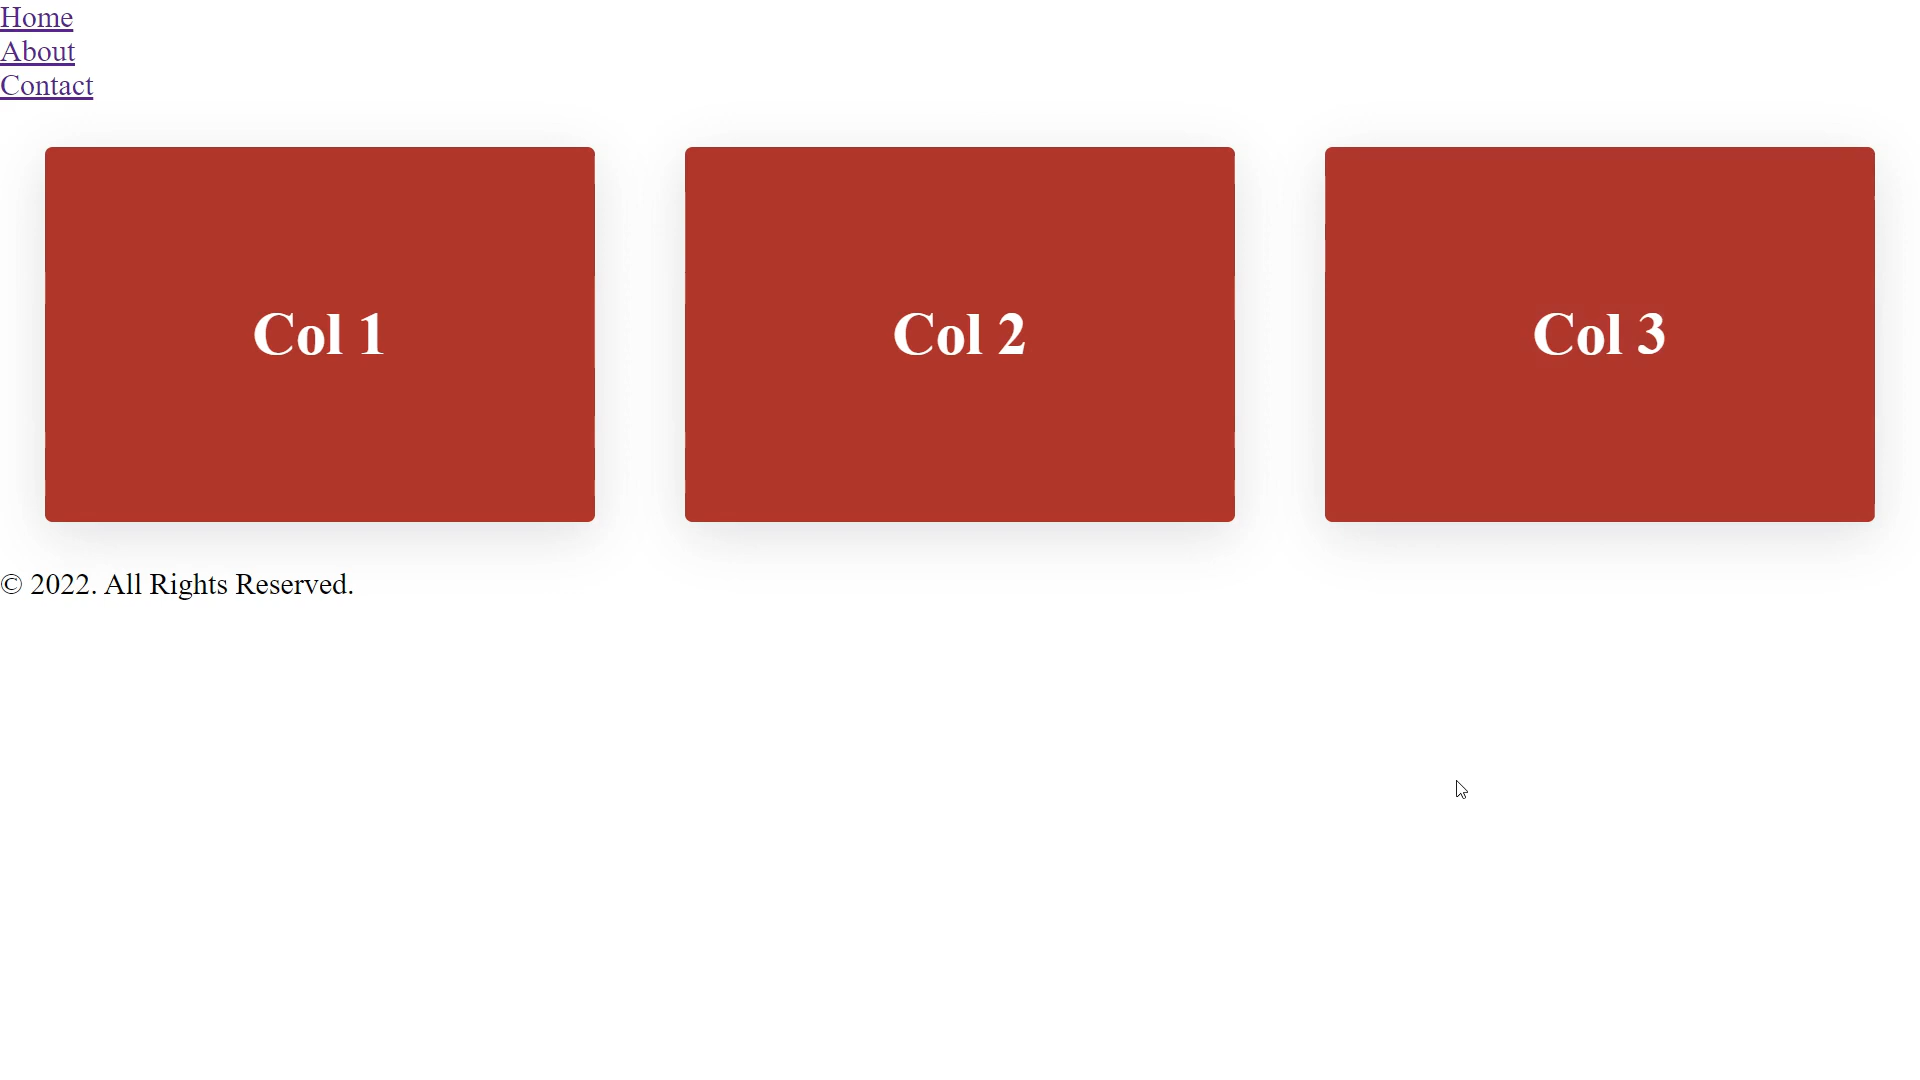 Home
About
Contact
Col 1
Col 2
Col 3
© 2022. All Rights Reserved.